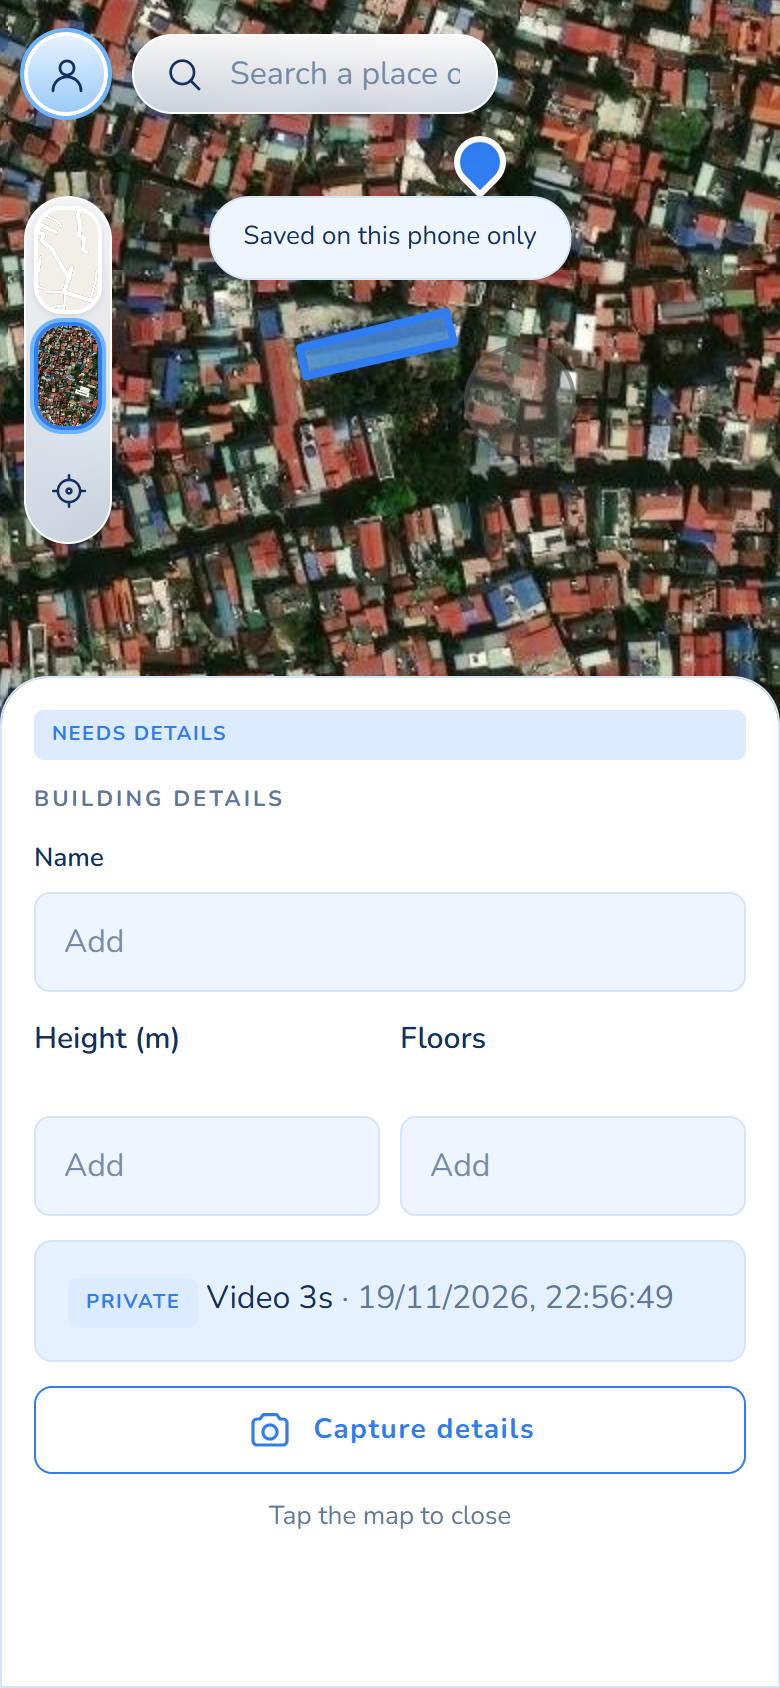 Search a place o
Saved on this phone only
NEEDS DETAILS
BUILDING DETAILS
Name
Add
Height (m)
Floors
Add
Add
PRIVATE Video 3s · 19/11/2026, 22:56:49
Capture details
Tap the map to close